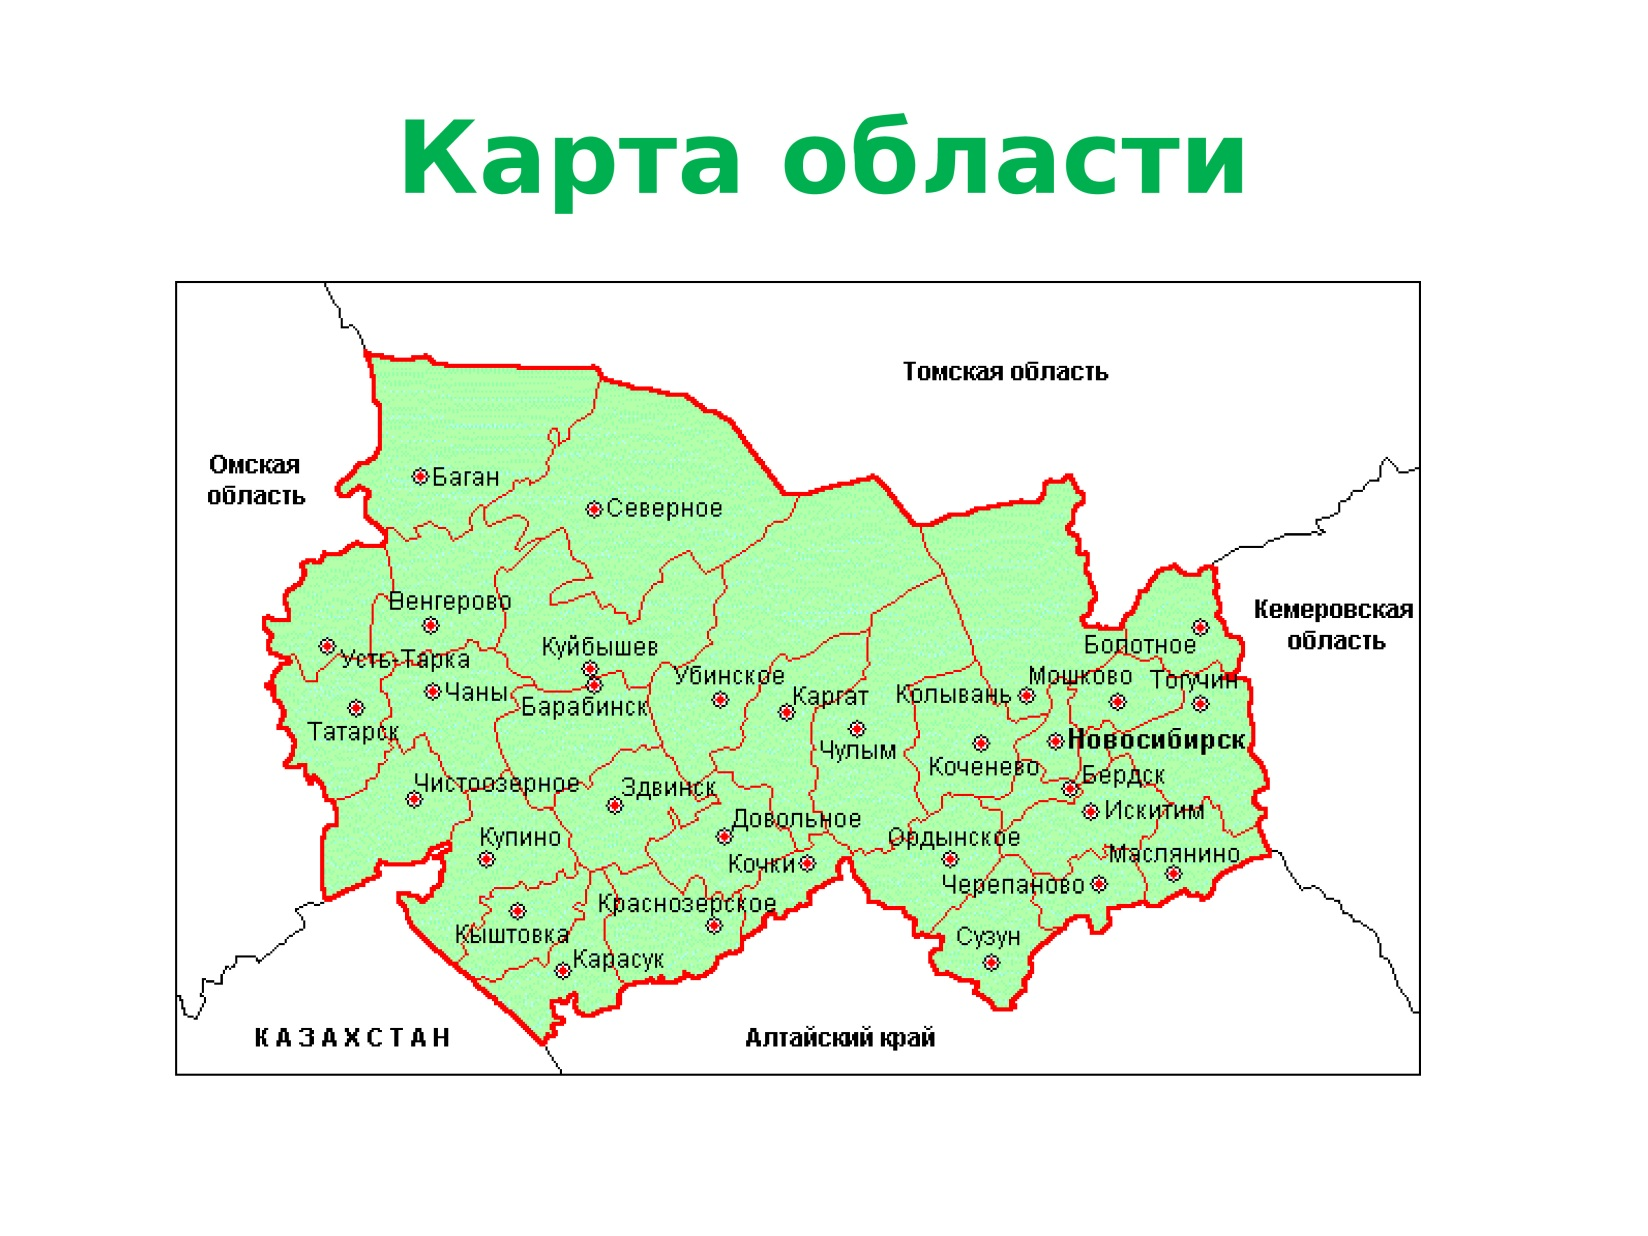 Карта области
Томская область
Омская
область
Баган
Северное
Венгерово
Кемеровская
область
Болотное
Куйбышев
Усть-Тарка
Убинское
Мошково
Тогучин
Чаны
Каргат
Колывань
Барабинск
Татарск
Новосибирск
Чулым
Коченево
Бердск
Чистоозерное
Здвинск
Искитим
Довольное
Купино
Ордынское
Маслянино
Кочки
Черепаново
Краснозерское
Кыштовка
Сузун
Карасук
КАЗАХСТАН
Алтайский край